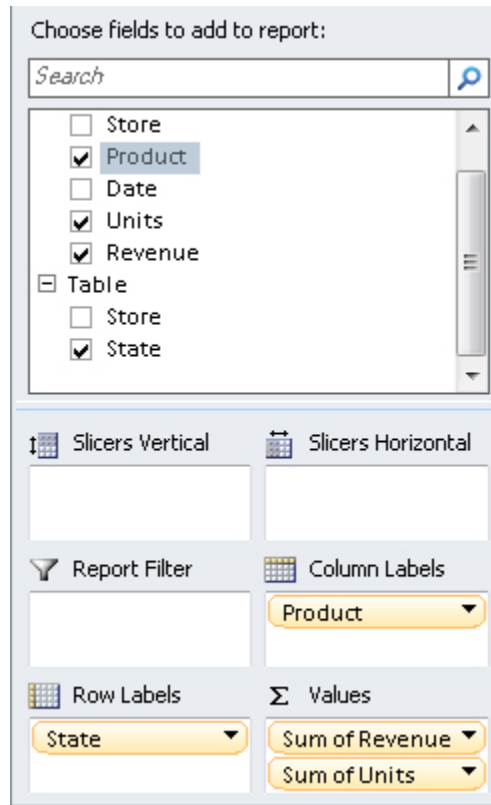 Choose fields to add to report:
Search
Store
Product
Date
Units
Revenue
Table
Store
State
Slicers Vertical
Slicers Horizontal
Report Filter
Column Labels
Product
Row Labels
Σ Values
State
Sum of Revenue
Sum of Units